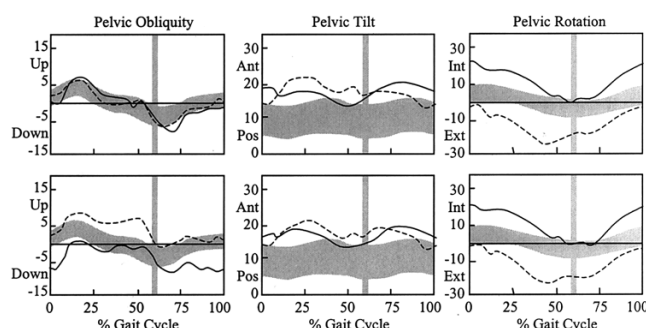 Pelvic Obliquity
Pelvic Tilt
Pelvic Rotation
15
Up
5
-5
Down
-15
30
Ant
20
10
Pos
0
30
Int
10
-10
Ext
-30
15
Up
5
-5
Down
-15
0
25
50
75
100
% Gait Cycle
30
Ant
20
10
Pos
0
0
25
50
75
100
% Gait Cycle
30
Int
10
-10
Ext
-30
0
25
50
75
100
% Gait Cycle